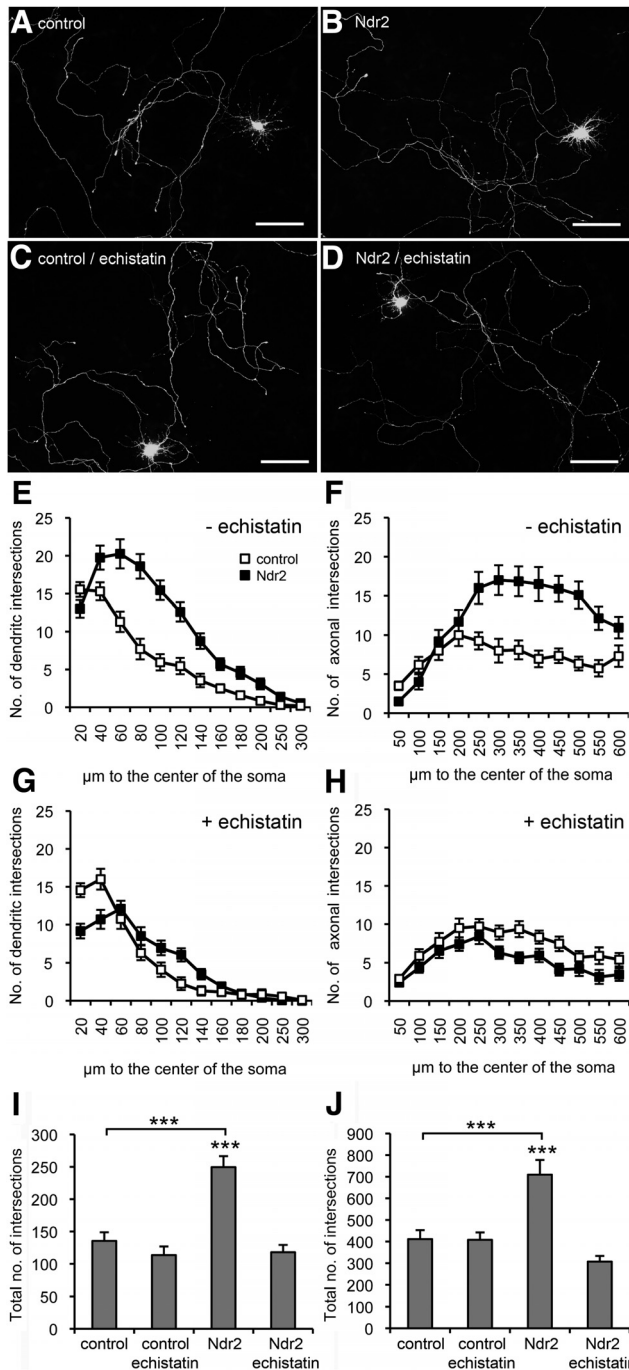 A control
B Ndr2
C control / echistatin
D Ndr2 / echistatin
E
- echistatin
No. of dendritc intersections
25
20
15
10
5
0
control
Ndr2
20
40
60
80
100
120
140
160
180
200
250
300
µm to the center of the soma
F
- echistatin
No. of axonal intersections
25
20
15
10
5
0
50
100
150
200
250
300
350
400
450
500
550
600
µm to the center of the soma
G
+ echistatin
No. of dendritc intersections
25
20
15
10
5
0
20
40
60
80
100
120
140
160
180
200
250
300
µm to the center of the soma
H
+ echistatin
No. of axonal intersections
25
20
15
10
5
0
50
100
150
200
250
300
350
400
450
500
550
600
µm to the center of the soma
I
Total no. of intersections
300
250
200
150
100
50
0
***
***
control
control
echistatin
Ndr2
Ndr2
echistatin
J
Total no. of intersections
900
800
700
600
500
400
300
200
100
0
***
***
control
control
echistatin
Ndr2
Ndr2
echistatin